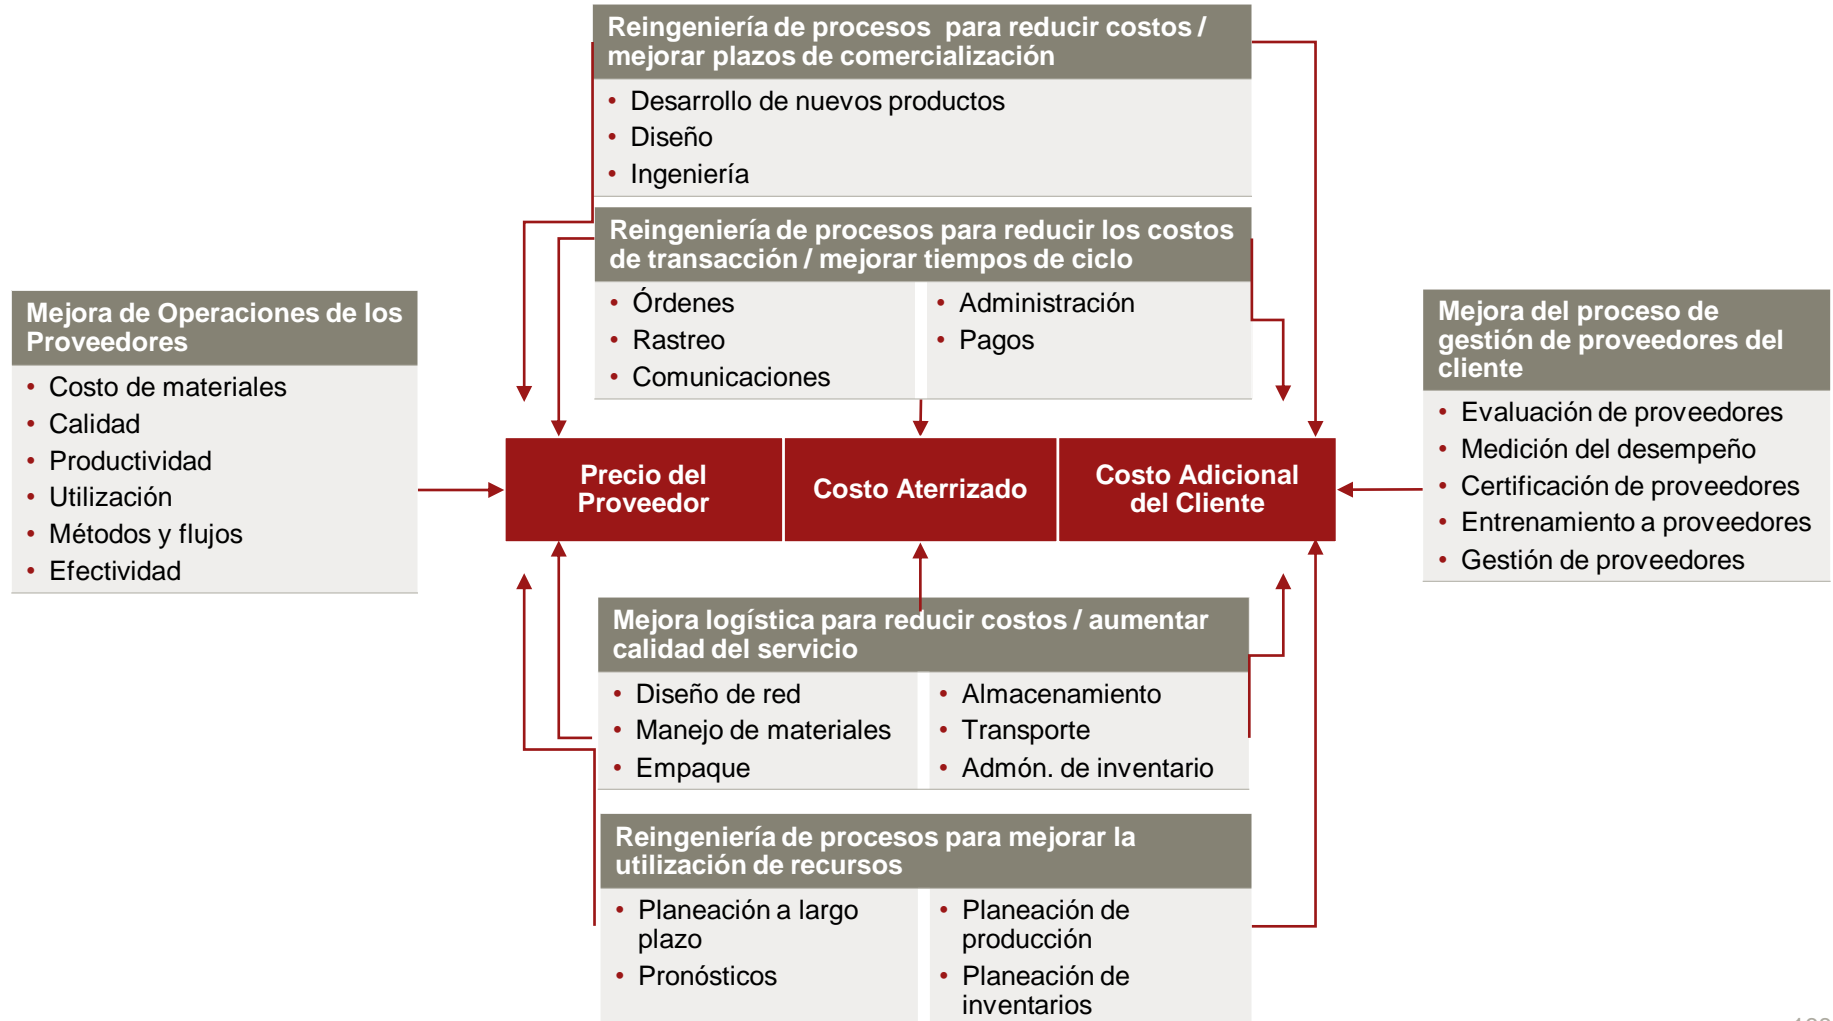 Reingeniería de procesos para reducir costos /
mejorar plazos de comercialización
• Desarrollo de nuevos productos
• Diseño
• Ingeniería
Reingeniería de procesos para reducir los costos
de transacción / mejorar tiempos de ciclo
• Órdenes
• Rastreo
• Comunicaciones
• Administración
• Pagos
Mejora de Operaciones de los
Proveedores
• Costo de materiales
• Calidad
• Productividad
• Utilización
• Métodos y flujos
• Efectividad
Precio del
Proveedor
Costo Aterrizado
Costo Adicional
del Cliente
Mejora del proceso de
gestión de proveedores del
cliente
• Evaluación de proveedores
• Medición del desempeño
• Certificación de proveedores
• Entrenamiento a proveedores
• Gestión de proveedores
Mejora logística para reducir costos / aumentar
calidad del servicio
• Diseño de red
• Manejo de materiales
• Empaque
• Almacenamiento
• Transporte
• Admón. de inventario
Reingeniería de procesos para mejorar la
utilización de recursos
• Planeación a largo
plazo
• Pronósticos
• Planeación de
producción
• Planeación de
inventarios